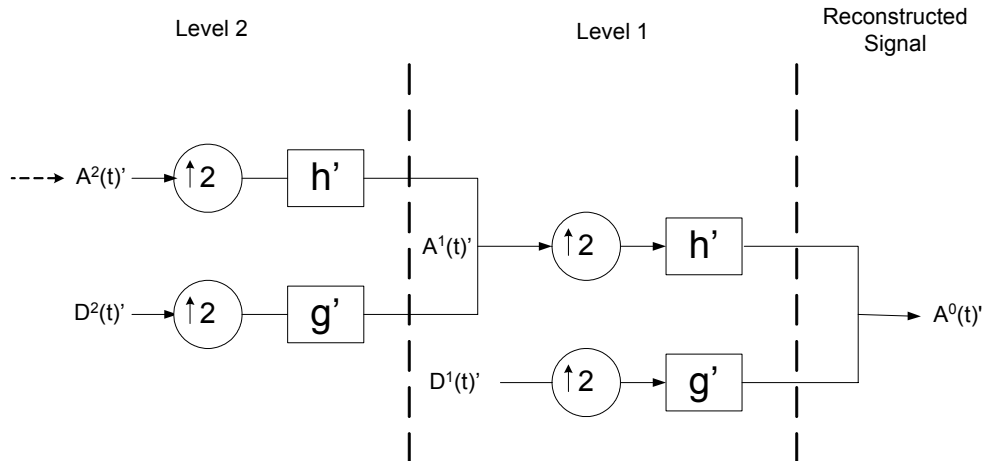 Level 2
Level 1
Reconstructed
Signal
A²(t)’
↑2
h’
D²(t)’
↑2
g’
A¹(t)’
↑2
h’
D¹(t)’
↑2
g’
A⁰(t)'